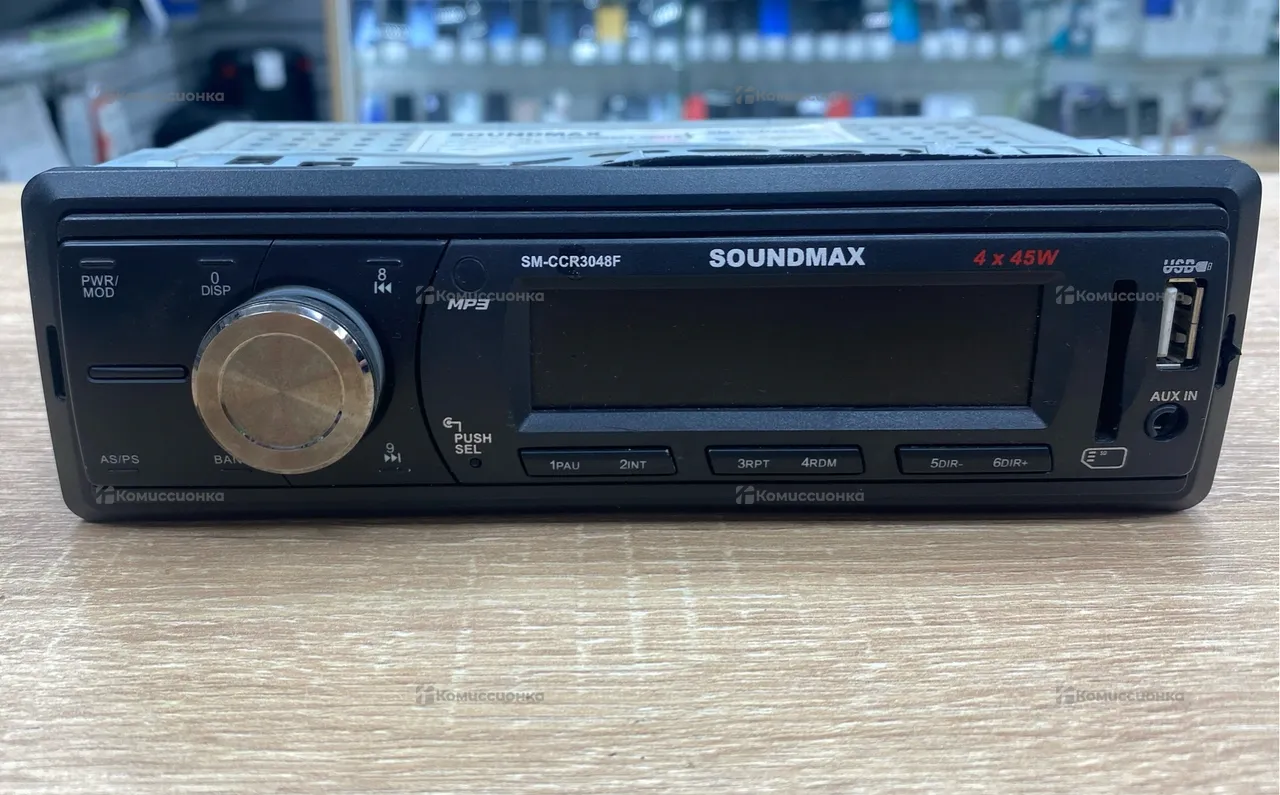 Комиссионка
Комиссионка
SOUNDMAX
PWR/
MOD
0
DISP
8
SM-CCR3048F
SOUNDMAX
4 x 45W
USB
MP3
Комиссионка
Комиссионка
AUX IN
PUSH
SEL
AS/PS
9
1PAU
2INT
3RPT
4RDM
5DIR-
6DIR+
SD
Комиссионка
Комиссионка
Комиссионка
Комиссионка